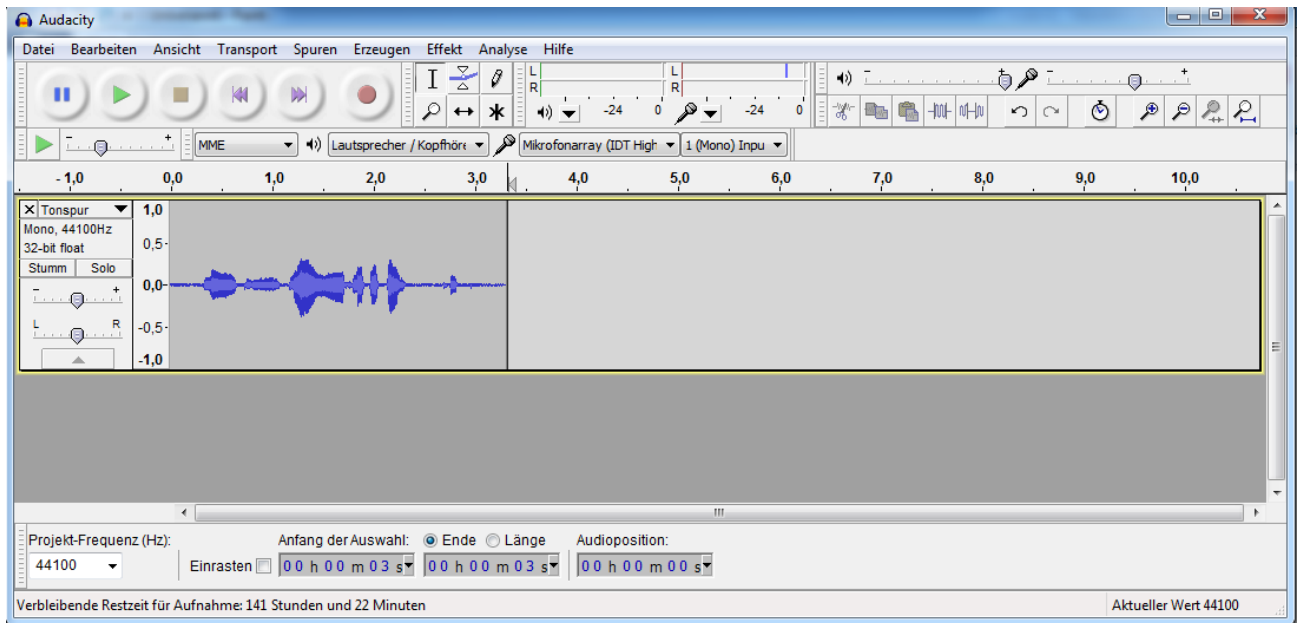 Audacity
Datei Bearbeiten Ansicht Transport Spuren Erzeugen Effekt Analyse Hilfe
L L
R R
-24 0 -24 0
- + - +
MME Lautsprecher / Kopfhöre Mikrofonarray (IDT High 1 (Mono) Inpu
- 1,0 0,0 1,0 2,0 3,0 4,0 5,0 6,0 7,0 8,0 9,0 10,0
X Tonspur 1,0
Mono, 44100Hz
32-bit float 0,5
Stumm Solo
- + 0,0
L R -0,5
-1,0
Projekt-Frequenz (Hz): Anfang der Auswahl: Ende Länge Audioposition:
44100 Einrasten 00 h 00 m 03 s 00 h 00 m 03 s 00 h 00 m 00 s
Verbleibende Restzeit für Aufnahme: 141 Stunden und 22 Minuten Aktueller Wert 44100